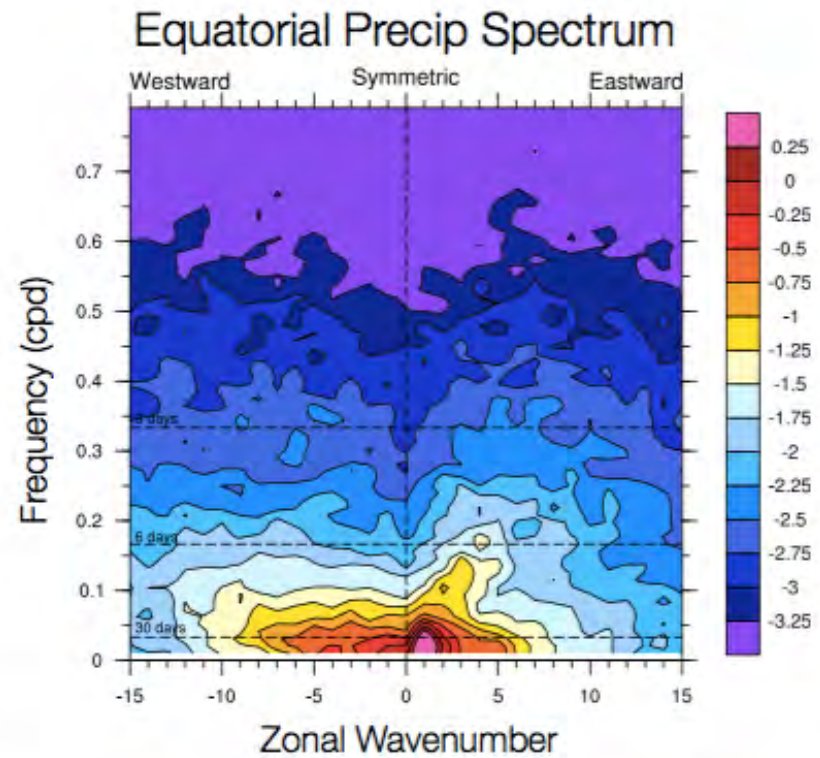 Equatorial Precip Spectrum
Westward Symmetric Eastward
0.7
0.6
0.5
0.4
0.3
0.2
0.1
0
Frequency (cpd)
3 days
6 days
30 days
-15 -10 -5 0 5 10 15
Zonal Wavenumber
0.25
0
-0.25
-0.5
-0.75
-1
-1.25
-1.5
-1.75
-2
-2.25
-2.5
-2.75
-3
-3.25